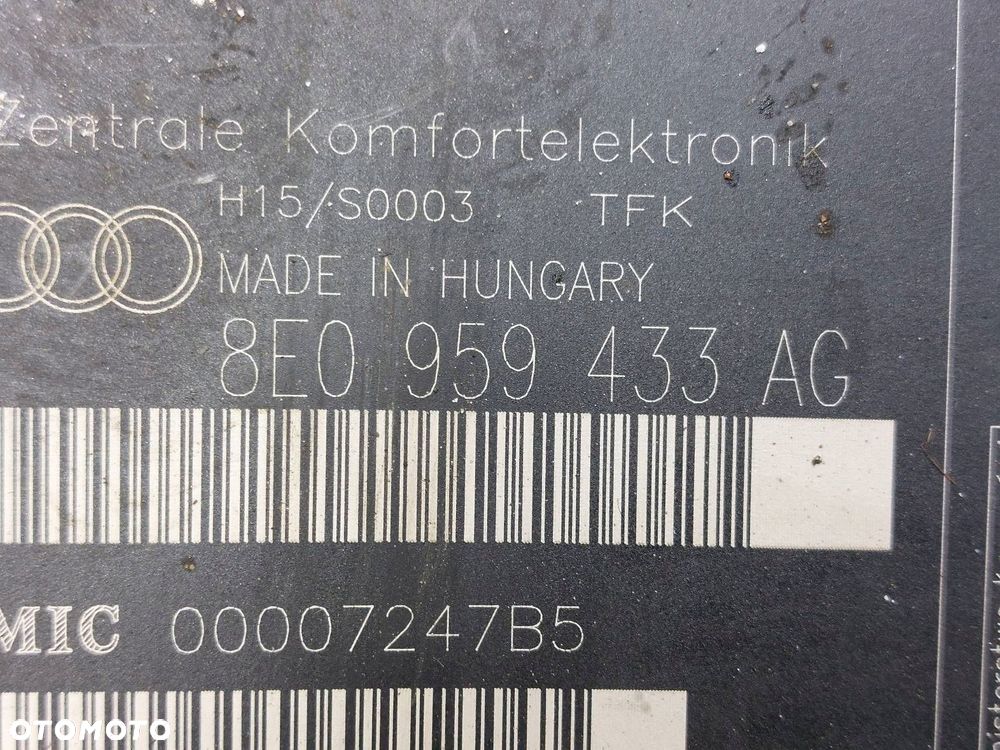 Zentrale Komfortelektronik
H15/S0003 TFK
MADE IN HUNGARY
8E0 959 433 AG
MIC 00007247B5
OTOMOTO